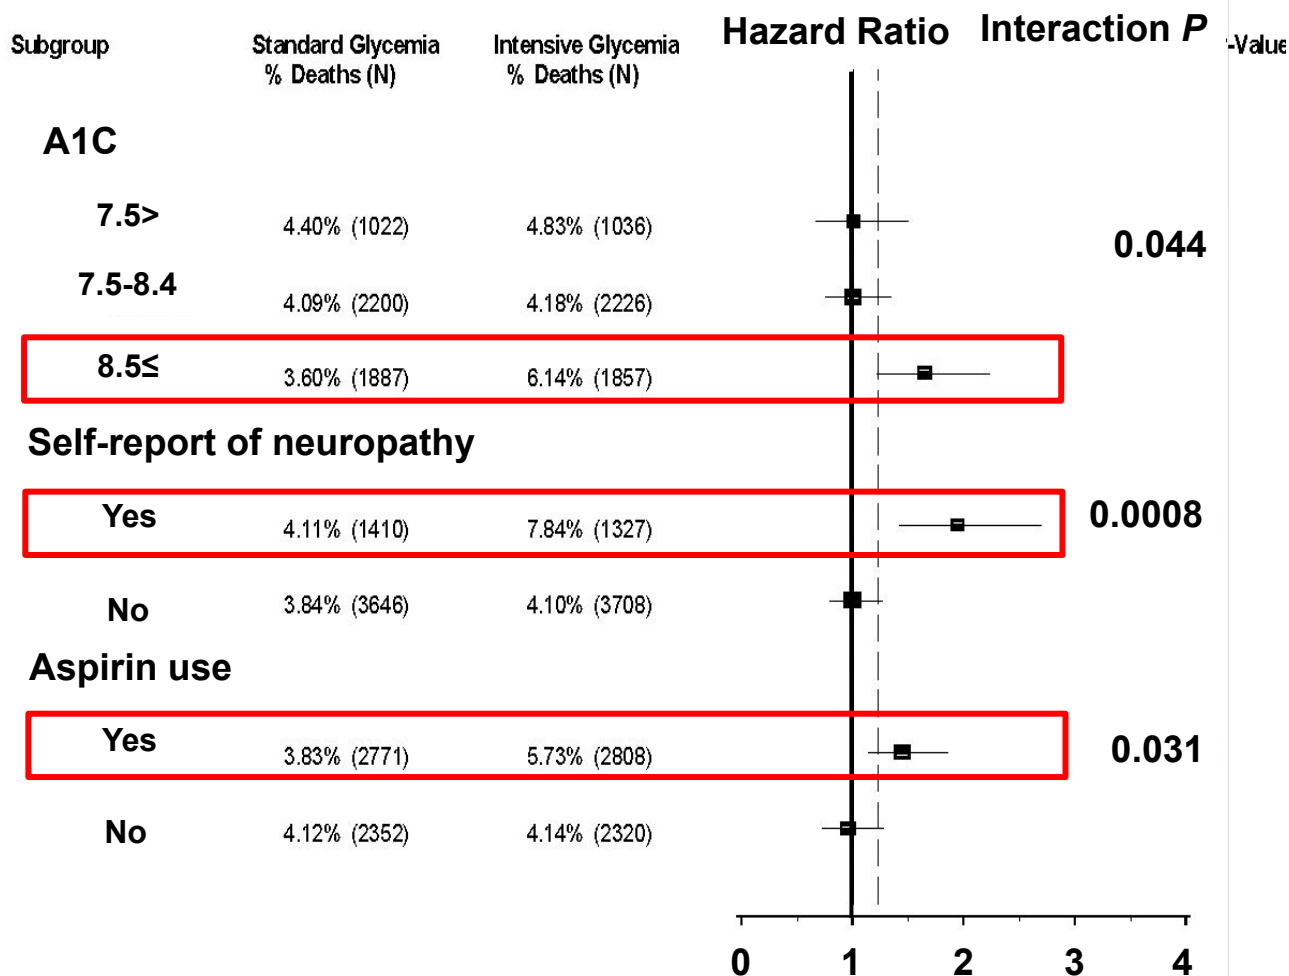 Subgroup Standard Glycemia Intensive Glycemia Hazard Ratio Interaction P -Value
% Deaths (N) % Deaths (N)
A1C
7.5> 4.40% (1022) 4.83% (1036)
0.044
7.5-8.4 4.09% (2200) 4.18% (2226)
8.5≤ 3.60% (1887) 6.14% (1857)
Self-report of neuropathy
Yes 4.11% (1410) 7.84% (1327) 0.0008
No 3.84% (3646) 4.10% (3708)
Aspirin use
Yes 3.83% (2771) 5.73% (2808) 0.031
No 4.12% (2352) 4.14% (2320)
0 1 2 3 4